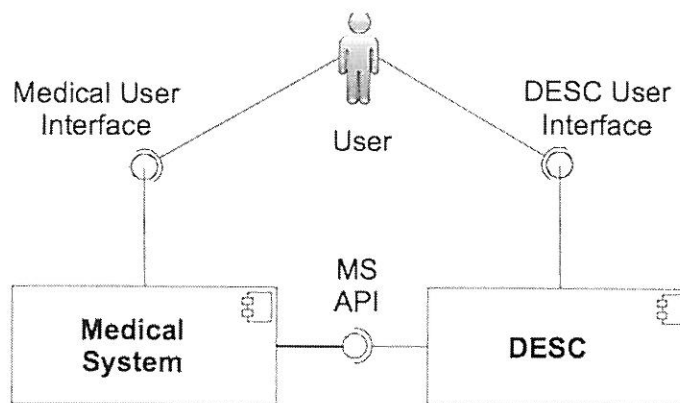 Medical User
Interface
DESC User
Interface
User
MS
API
Medical
System
DESC